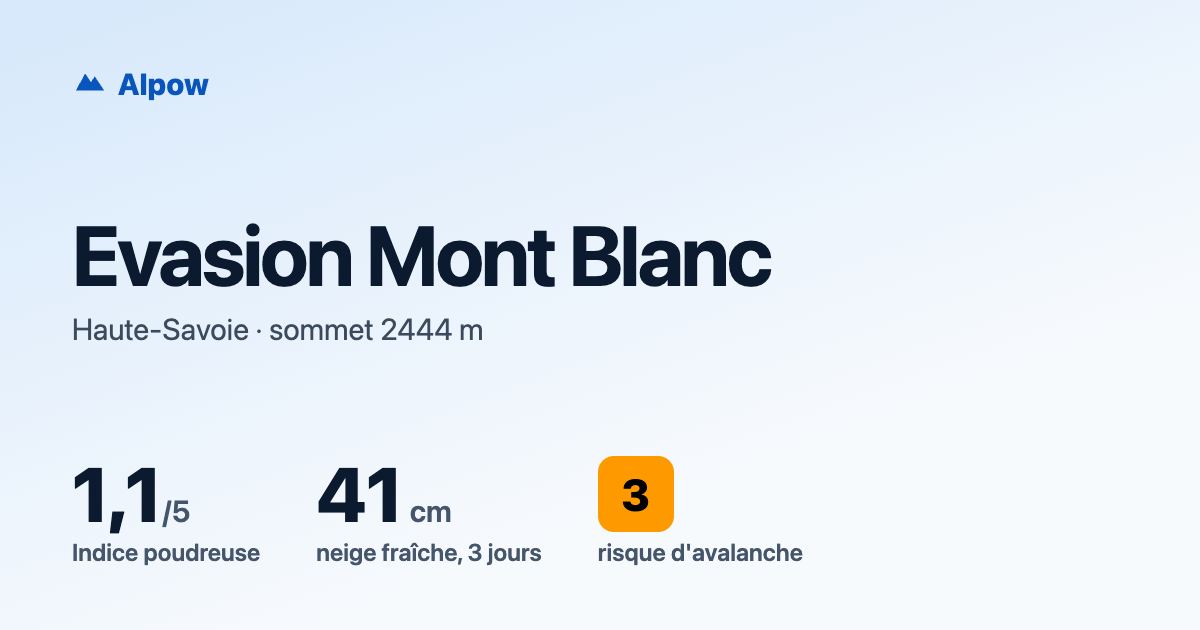 Alpow
Evasion Mont Blanc
Haute-Savoie · sommet 2444 m
1,1/5
Indice poudreuse
41 cm
neige fraîche, 3 jours
3
risque d'avalanche